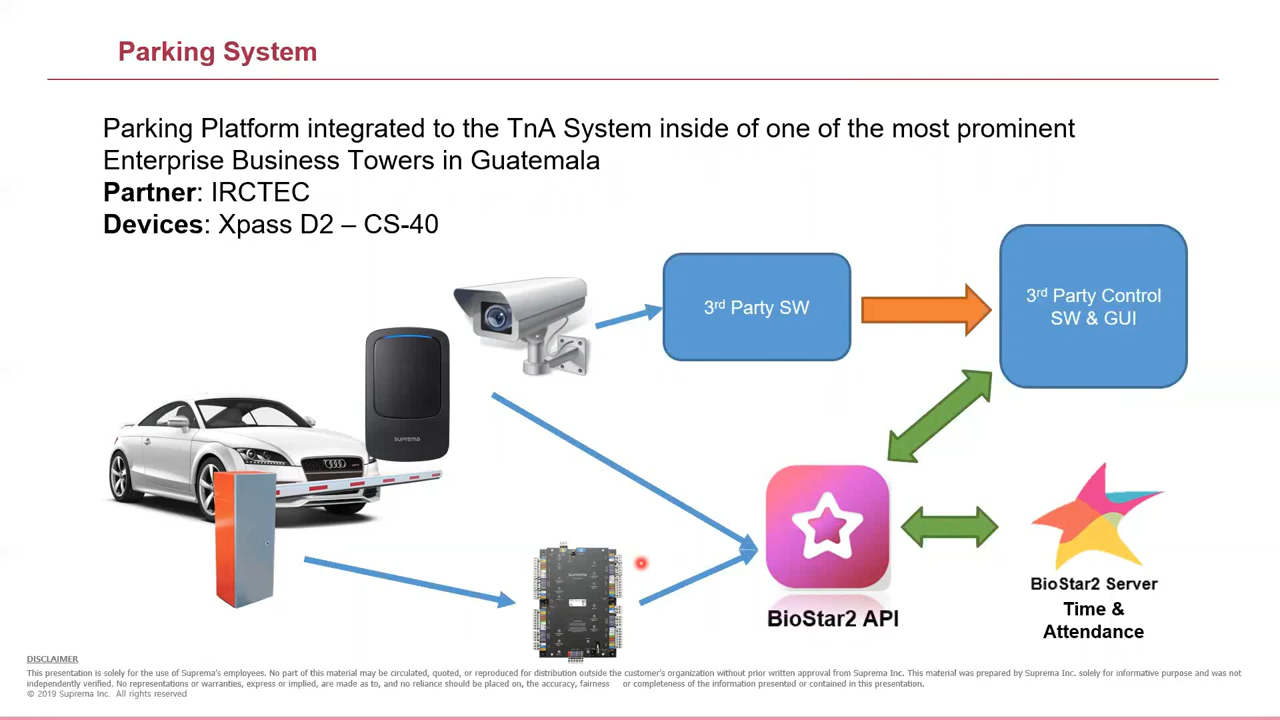 Parking System
Parking Platform integrated to the TnA System inside of one of the most prominent
Enterprise Business Towers in Guatemala
Partner: IRCTEC
Devices: Xpass D2 – CS-40
3rd Party SW
3rd Party Control
SW & GUI
suprema
BioStar2 API
BioStar2 Server
Time &
Attendance
DISCLAIMER
This presentation is solely for the use of Suprema's employees. No part of this material may be circulated, quoted, or reproduced for distribution outside the customer's organization without prior written approval from Suprema Inc. This material was prepared by Suprema Inc. solely for informative purpose and was not
independently verified. No representations or warranties, express or implied, are made as to, and no reliance should be placed on, the accuracy, fairness or completeness of the information presented or contained in this presentation.
© 2019 Suprema Inc. All rights reserved